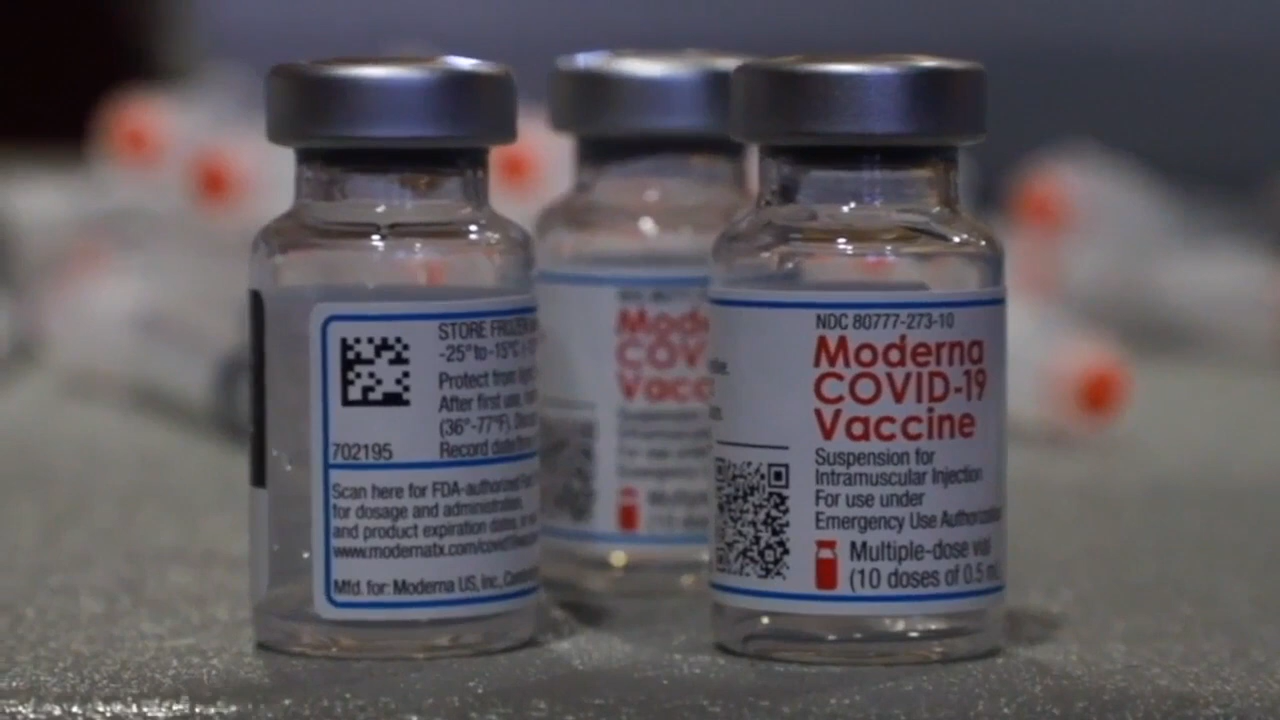 STORE FROZEN
-25° to -15°C
Protect from
After first use,
(36°-77°F).
Record date
702195
Scan here for FDA-authorized
for dosage and administration,
and product expiration dates,
www.modernatx.com/covid19
Mfd. for: Moderna US, Inc.,
Mod
COV
Vacc
NDC 80777-273-10
Moderna
COVID-19
Vaccine
Suspension for
Intramuscular Injection
For use under
Emergency Use
Multiple-dose vial
(10 doses of 0.5